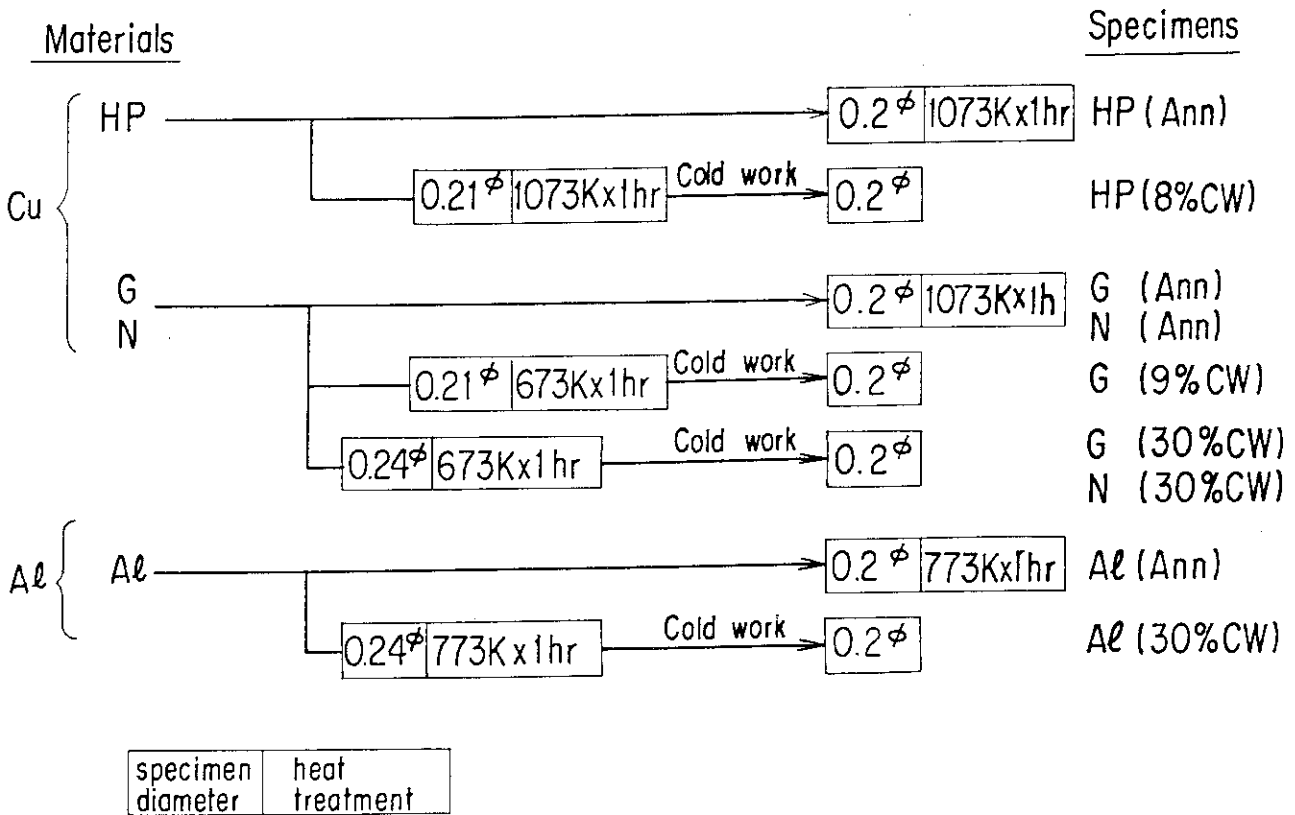 Materials Specimens
HP 0.2φ 1073Kx1hr HP (Ann)
0.21φ 1073Kx1hr Cold work 0.2φ HP (8%CW)
Cu
G 0.2φ 1073Kx1h G (Ann)
N N (Ann)
0.21φ 673Kx1hr Cold work 0.2φ G (9%CW)
0.24φ 673Kx1hr Cold work 0.2φ G (30%CW)
N (30%CW)
Aℓ Aℓ 0.2φ 773Kx1hr Aℓ (Ann)
0.24φ 773Kx1hr Cold work 0.2φ Aℓ (30%CW)
specimen heat
diameter treatment